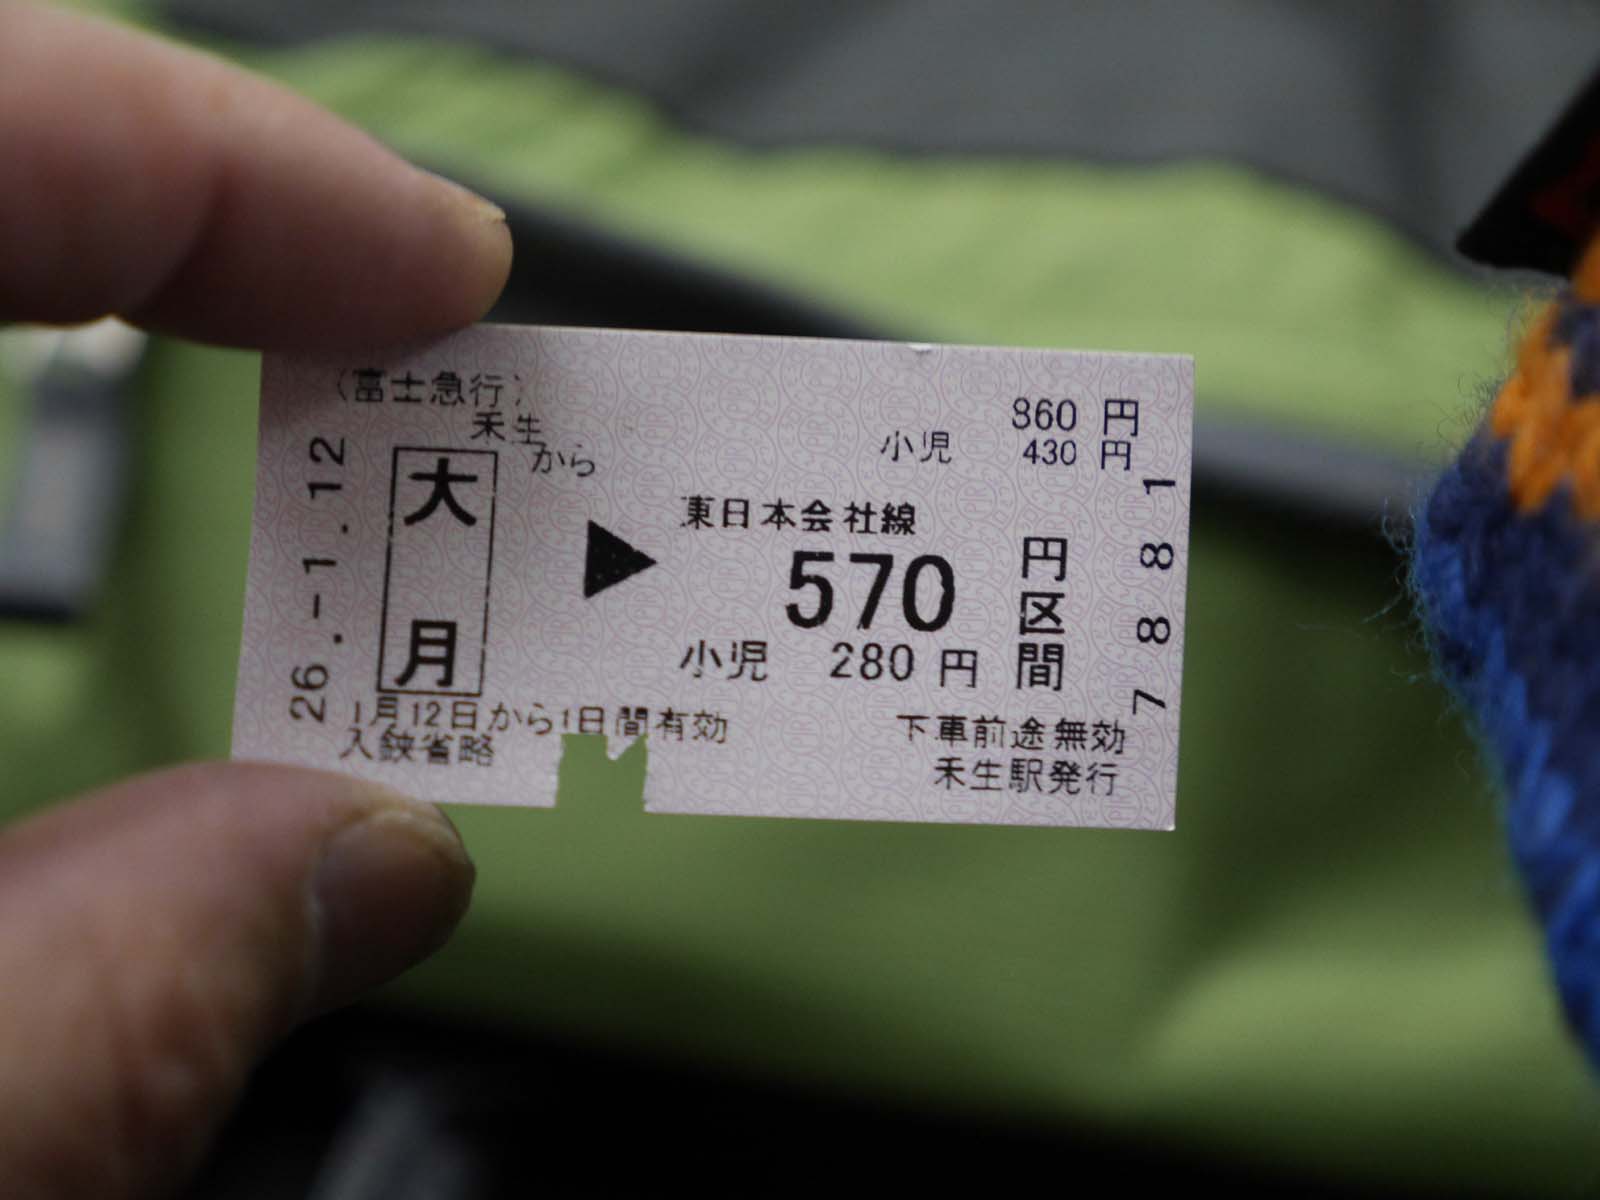 （富士急行）
禾生
から
860 円
小児 430 円
26.-1.12
大月
▶
東日本会社線
570 円区間
小児 280 円
7881
1月12日から1日間有効
入鋏省略
下車前途無効
禾生駅発行